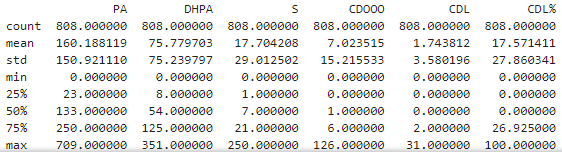 PA DHPA S CDOOO CDL CDL%
count 808.000000 808.000000 808.000000 808.000000 808.000000 808.000000
mean 160.188119 75.779703 17.704208 7.023515 1.743812 17.571411
std 150.921110 75.239797 29.012502 15.215533 3.580196 27.860341
min 0.000000 0.000000 0.000000 0.000000 0.000000 0.000000
25% 23.000000 8.000000 1.000000 0.000000 0.000000 0.000000
50% 133.000000 54.000000 7.000000 1.000000 0.000000 0.000000
75% 250.000000 125.000000 21.000000 6.000000 2.000000 26.925000
max 709.000000 351.000000 250.000000 126.000000 31.000000 100.000000